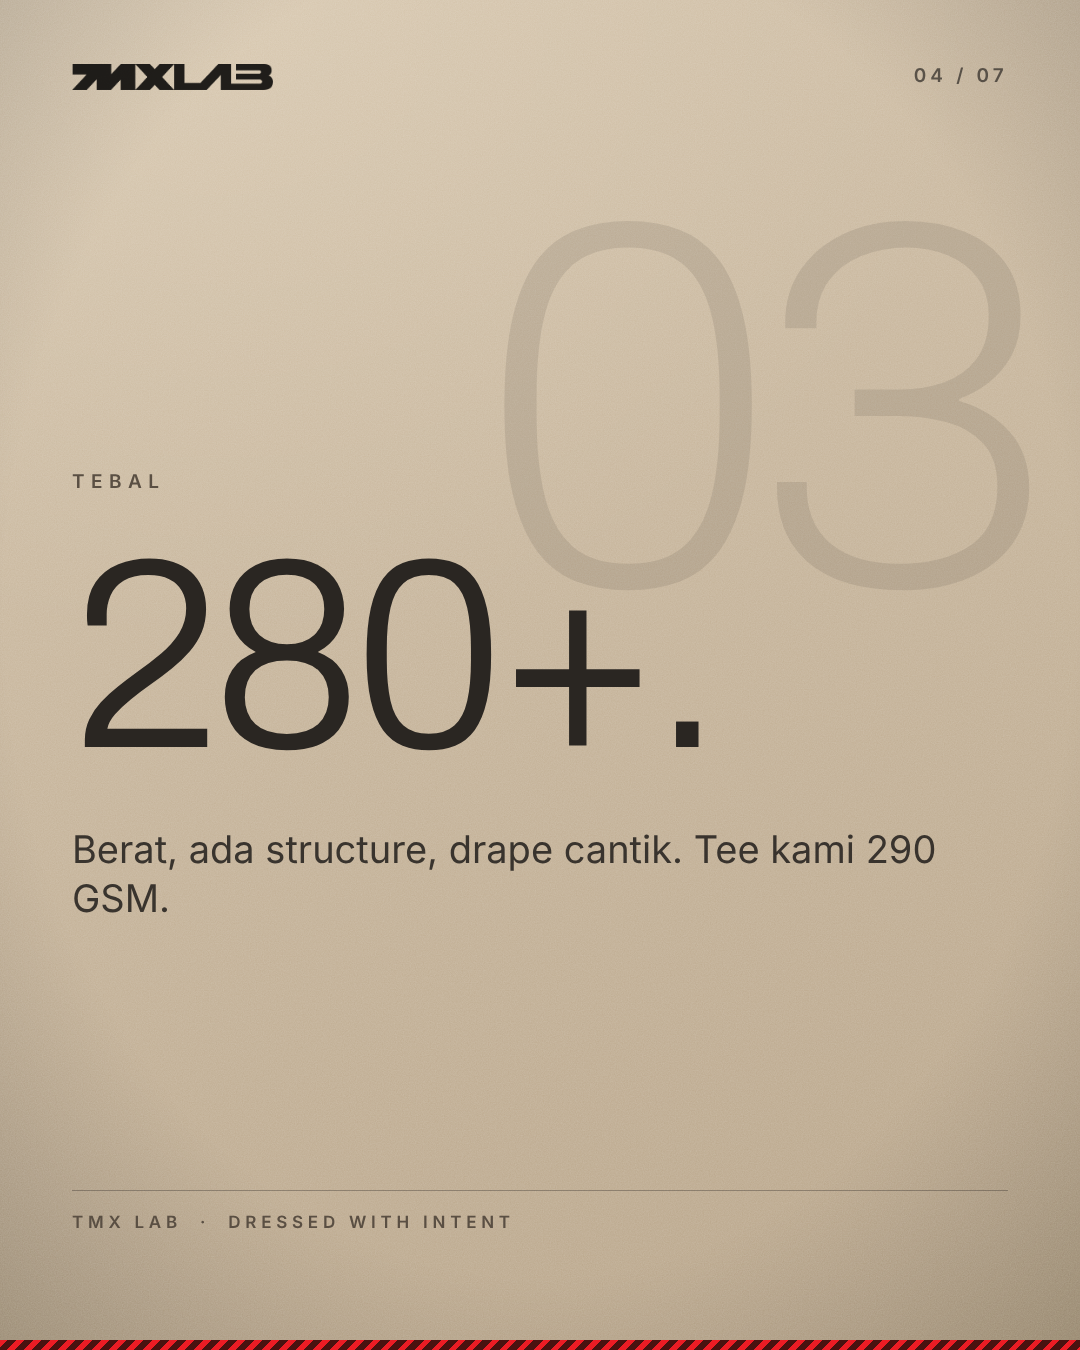 TMXLAB
04 / 07
03
TEBAL
280+.
Berat, ada structure, drape cantik. Tee kami 290
GSM.
TMX LAB · DRESSED WITH INTENT